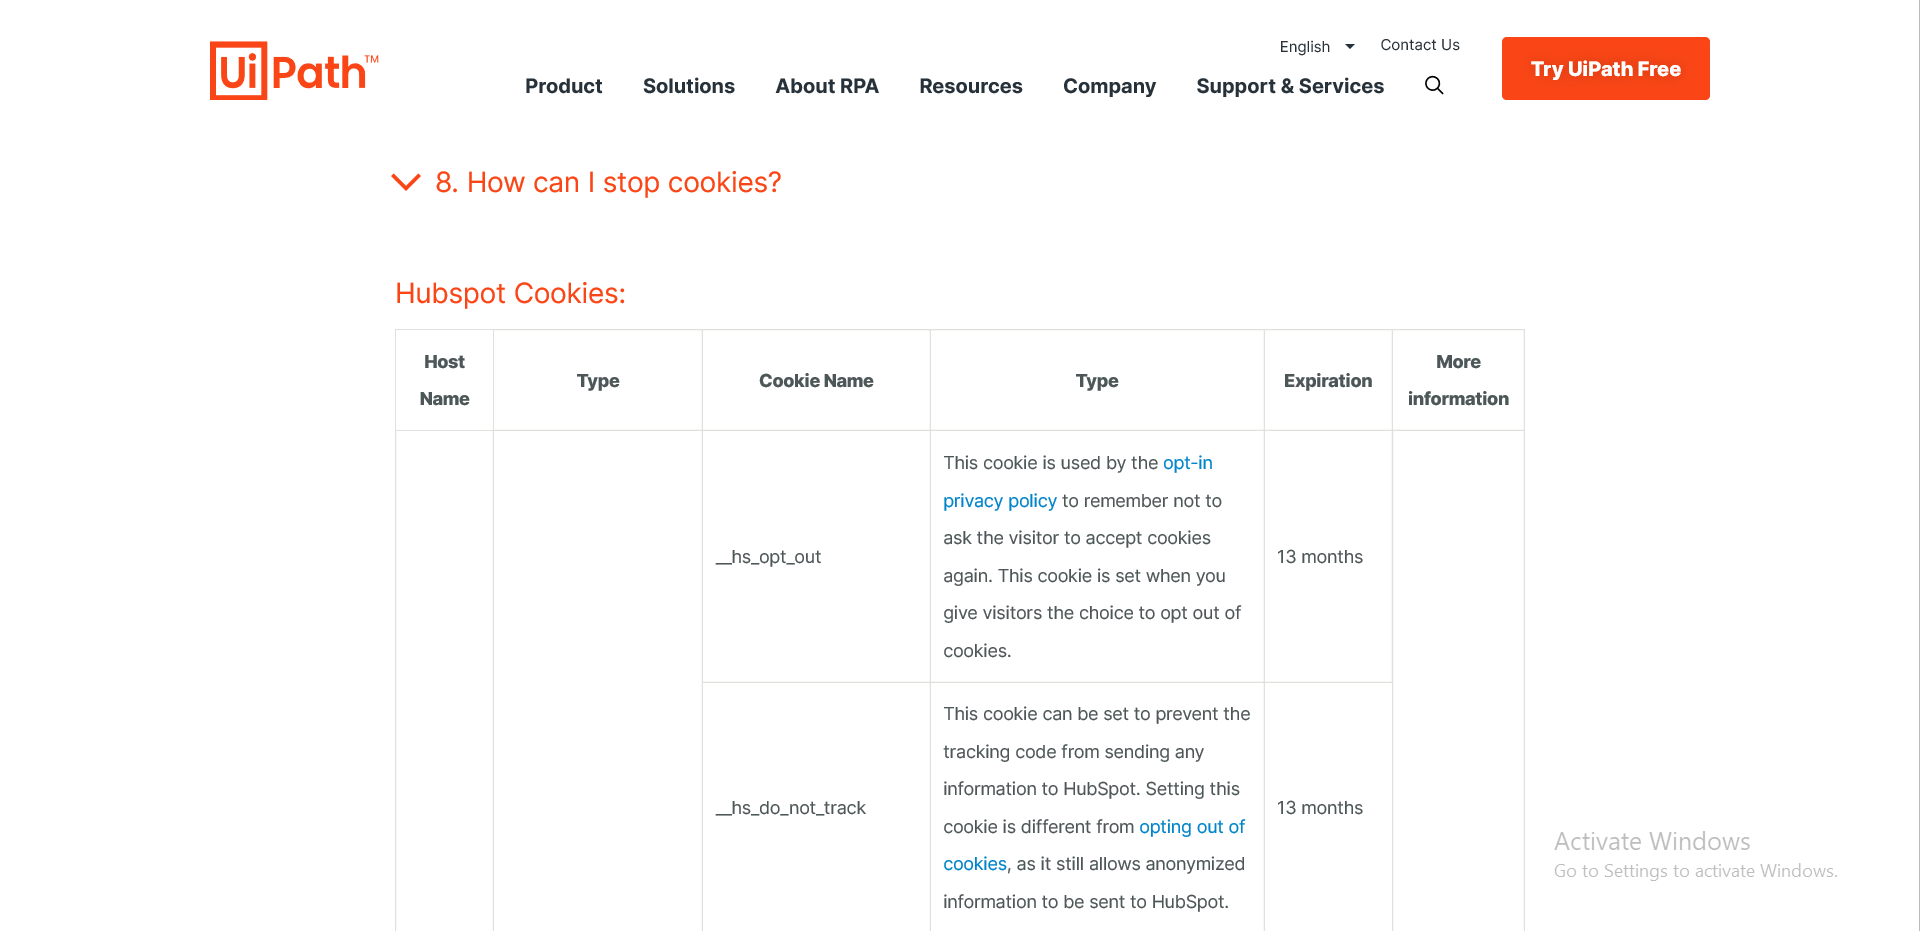 UiPath™
English
Contact Us
Product
Solutions
About RPA
Resources
Company
Support & Services
Try UiPath Free
8. How can I stop cookies?
Hubspot Cookies:
Host
Name
Type
Cookie Name
Type
Expiration
More
information
__hs_opt_out
This cookie is used by the opt-in
privacy policy to remember not to
ask the visitor to accept cookies
again. This cookie is set when you
give visitors the choice to opt out of
cookies.
13 months
__hs_do_not_track
This cookie can be set to prevent the
tracking code from sending any
information to HubSpot. Setting this
cookie is different from opting out of
cookies, as it still allows anonymized
information to be sent to HubSpot.
13 months
Activate Windows
Go to Settings to activate Windows.